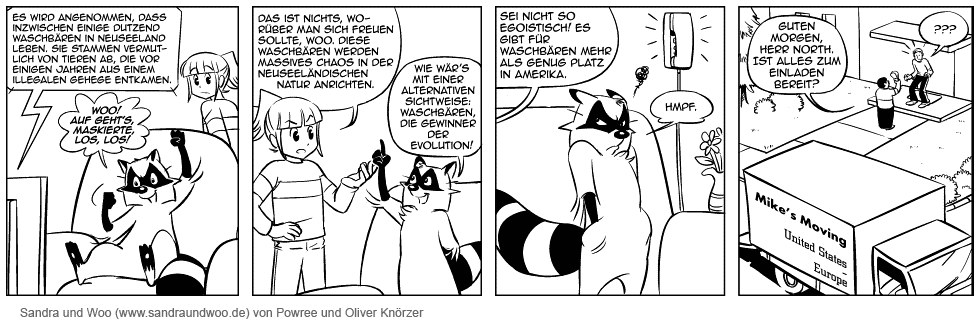 ES WIRD ANGENOMMEN, DASS
INZWISCHEN EINIGE DUTZEND
WASCHBÄREN IN NEUSEELAND
LEBEN. SIE STAMMEN VERMUT-
LICH VON TIEREN AB, DIE VOR
EINIGEN JAHREN AUS EINEM
ILLEGALEN GEHEGE ENTKAMEN.
WOO!
AUF GEHT'S,
MASKIERTE,
LOS, LOS!
DAS IST NICHTS, WO-
RÜBER MAN SICH FREUEN
SOLLTE, WOO. DIESE
WASCHBÄREN WERDEN
MASSIVES CHAOS IN DER
NEUSEELÄNDISCHEN
NATUR ANRICHTEN.
WIE WÄR'S
MIT EINER
ALTERNATIVEN
SICHTWEISE:
WASCHBÄREN,
DIE GEWINNER
DER
EVOLUTION!
SEI NICHT SO
EGOISTISCH! ES
GIBT FÜR
WASCHBÄREN MEHR
ALS GENUG PLATZ
IN AMERIKA.
HMPF.
GUTEN
MORGEN,
HERR NORTH.
IST ALLES ZUM
EINLADEN
BEREIT?
???
Mike's Moving
United States
–
Europe
Sandra und Woo (www.sandraundwoo.de) von Powree und Oliver Knörzer